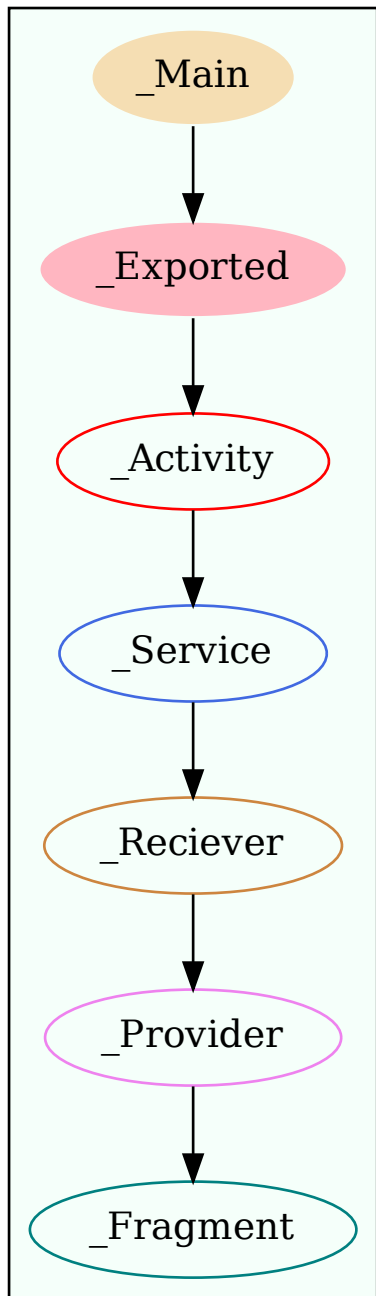 _Main
_Exported
_Activity
_Service
_Reciever
_Provider
_Fragment